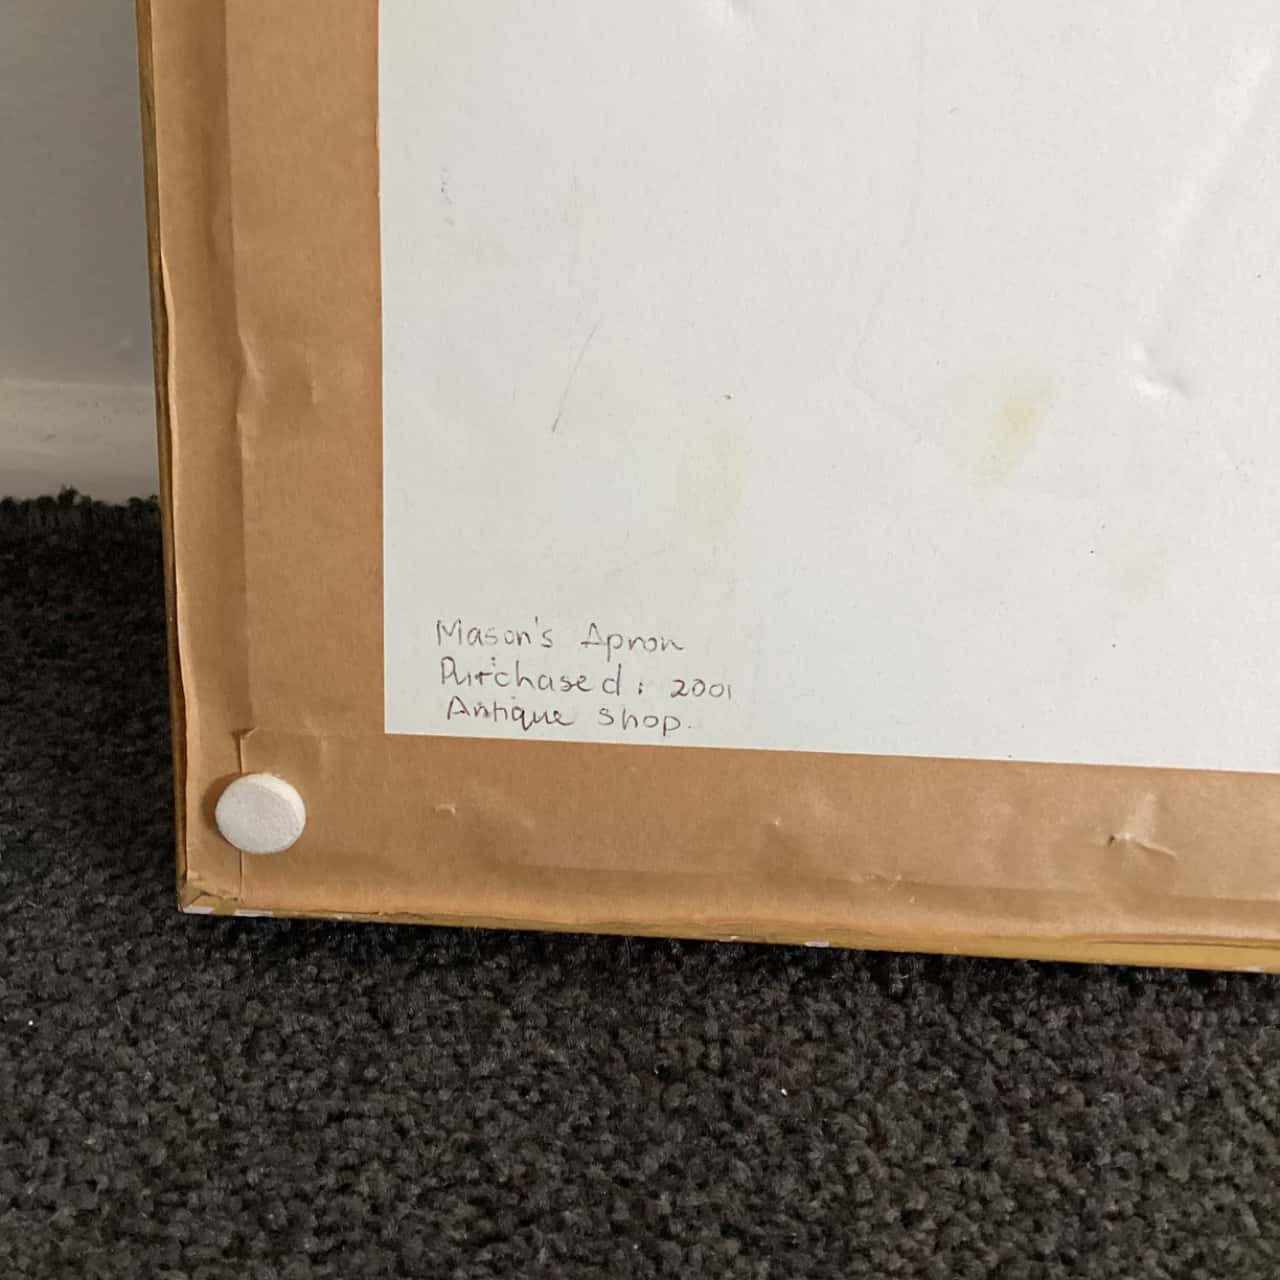 Mason's Apron
Purchased: 2001
Antique shop.